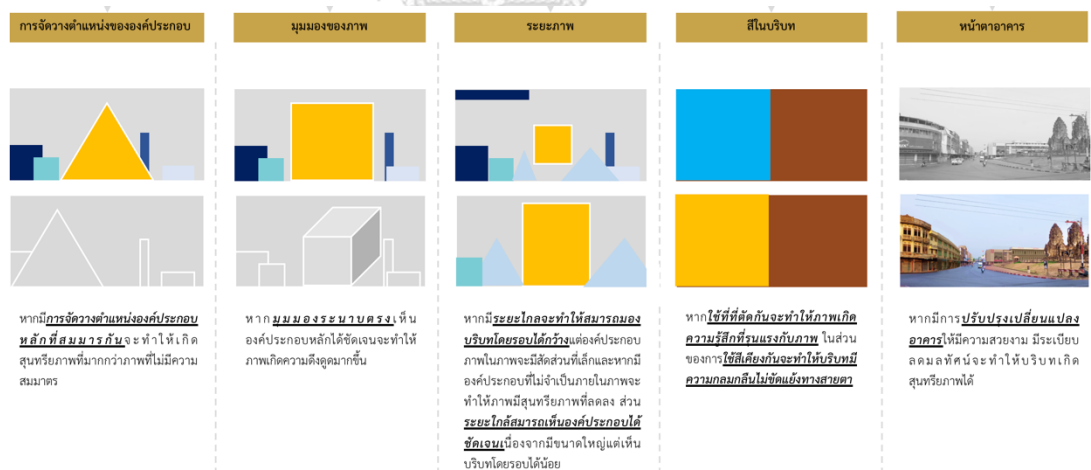 การจัดวางตำแหน่งขององค์ประกอบ
มุมมองของภาพ
ระยะภาพ
สีในบริบท
หน้าตาอาคาร
หากมีการจัดวางตำแหน่งองค์ประกอบ
หลักที่สมมารกันจะทำให้เกิด
สุนทรียภาพที่มากกว่าภาพที่ไม่มีความ
สมมาตร
หากมุมมองระนาบตรงเห็น
องค์ประกอบหลักได้ชัดเจนจะทำให้
ภาพเกิดความดึงดูดมากขึ้น
หากมีระยะไกลจะทำให้สมารถมอง
บริบทโดยรอบได้กว้างแต่องค์ประกอบ
ภาพในภาพจะมีสัดส่วนที่เล็กและหากมี
องค์ประกอบที่ไม่จำเป็นภายในภาพจะ
ทำให้ภาพมีสุนทรียภาพที่ลดลง ส่วน
ระยะใกล้สมารถเห็นองค์ประกอบได้
ชัดเจนเนื่องจากมีขนาดใหญ่แต่เห็น
บริบทโดยรอบได้น้อย
หากใช้ที่ที่ตัดกันจะทำให้ภาพเกิด
ความรู้สึกที่รุนแรงกับภาพ ในส่วน
ของการใช้สีเคียงกันจะทำให้บริบทมี
ความกลมกลืนไม่ขัดแย้งทางสายตา
หากมีการปรับปรุงเปลี่ยนแปลง
อาคารให้มีความสวยงาม มีระเบียบ
ลดมลทัศน์จะทำให้บริบทเกิด
สุนทรียภาพได้